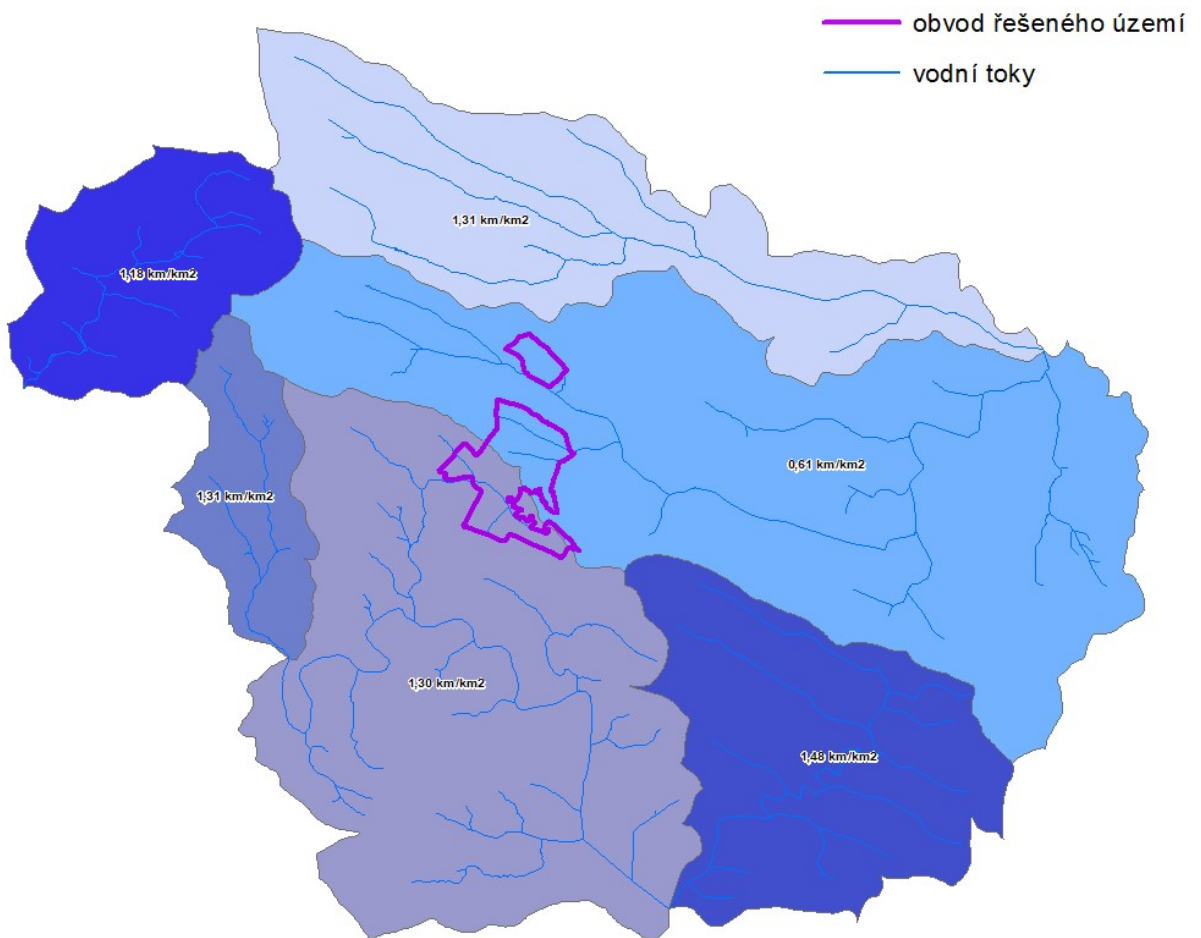 obvod řešeného území
vodní toky
1,31 km/km2
1,18 km/km2
0,61 km/km2
1,31 km/km2
1,30 km/km2
1,48 km/km2